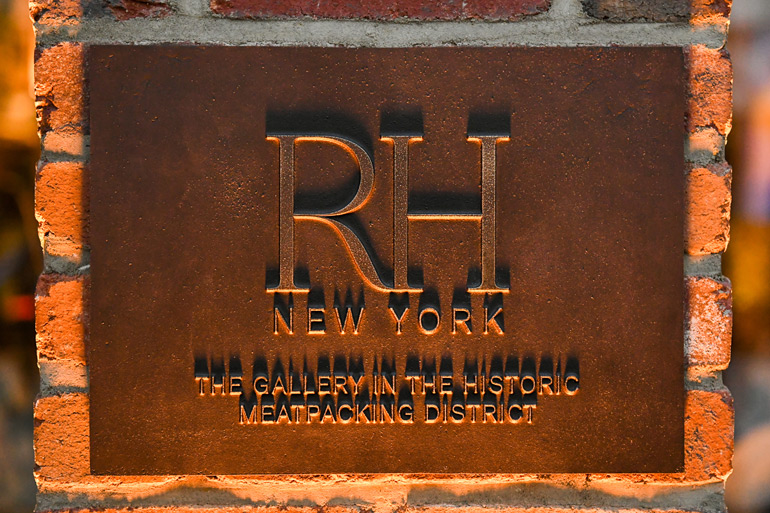 RH
NEW YORK
THE GALLERY IN THE HISTORIC
MEATPACKING DISTRICT